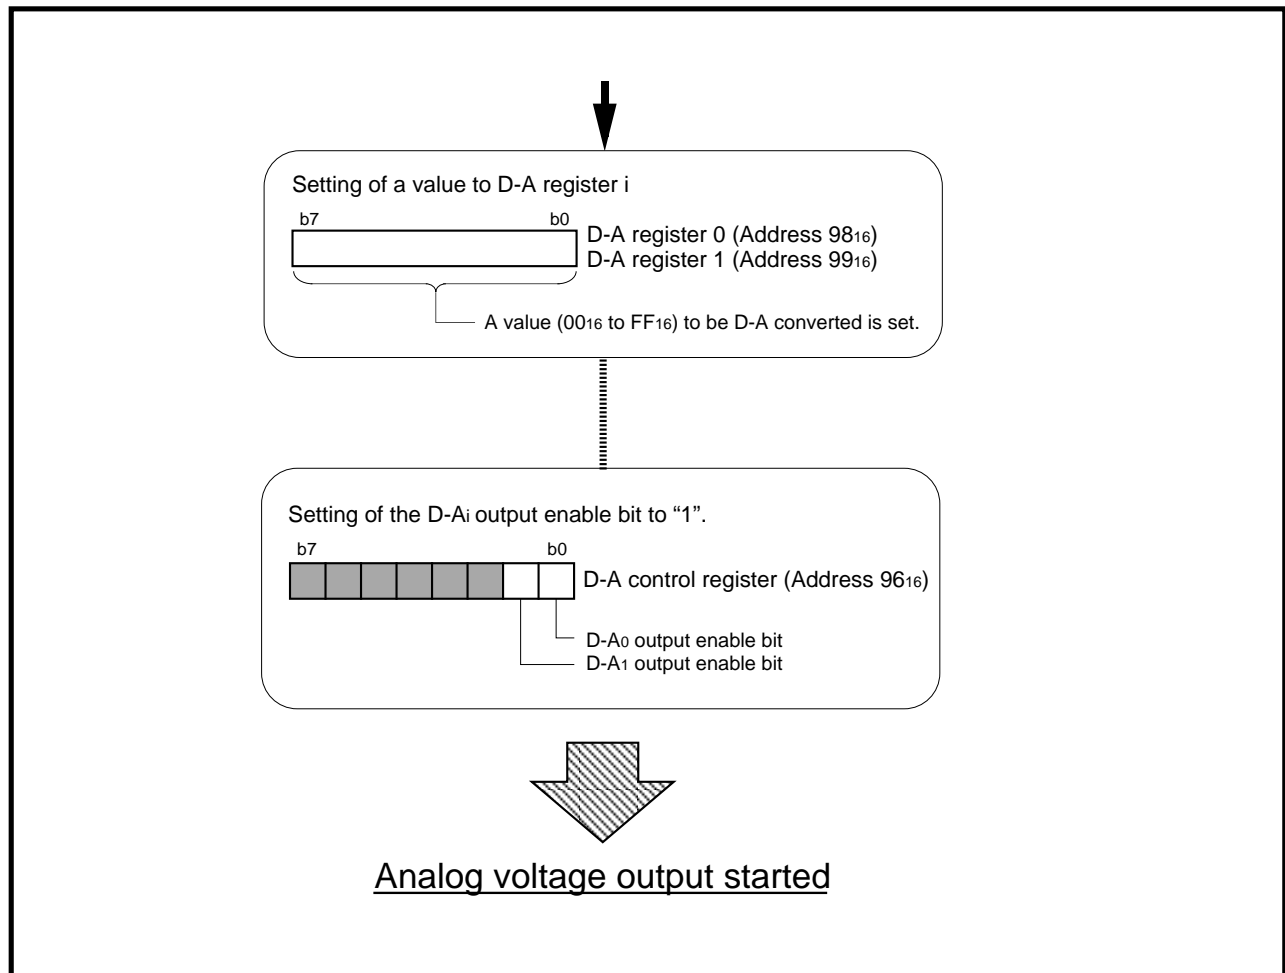 Setting of a value to D-A register i
b7 b0
D-A register 0 (Address 9816)
D-A register 1 (Address 9916)
A value (0016 to FF16) to be D-A converted is set.
Setting of the D-Ai output enable bit to “1”.
b7 b0
D-A control register (Address 9616)
D-A0 output enable bit
D-A1 output enable bit
Analog voltage output started